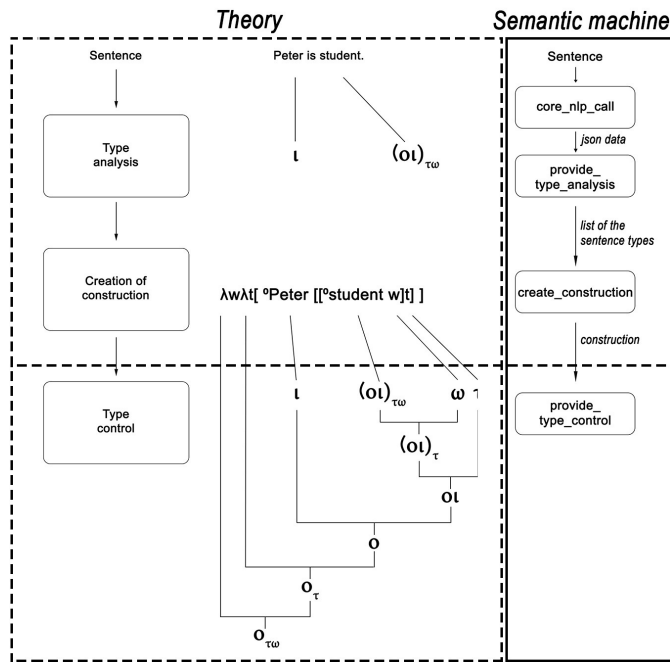 Theory
Semantic machine
Sentence
Peter is student.
Sentence
core_nlp_call
json data
Type
analysis
ι
(οι)τω
provide_
type_analysis
list of the
sentence types
Creation of
construction
λwλt[ ⁰Peter [[⁰student w]t] ]
create_construction
construction
Type
control
ι
(οι)τω
ω
provide_
type_control
(οι)τ
οι
ο
οτ
οτω